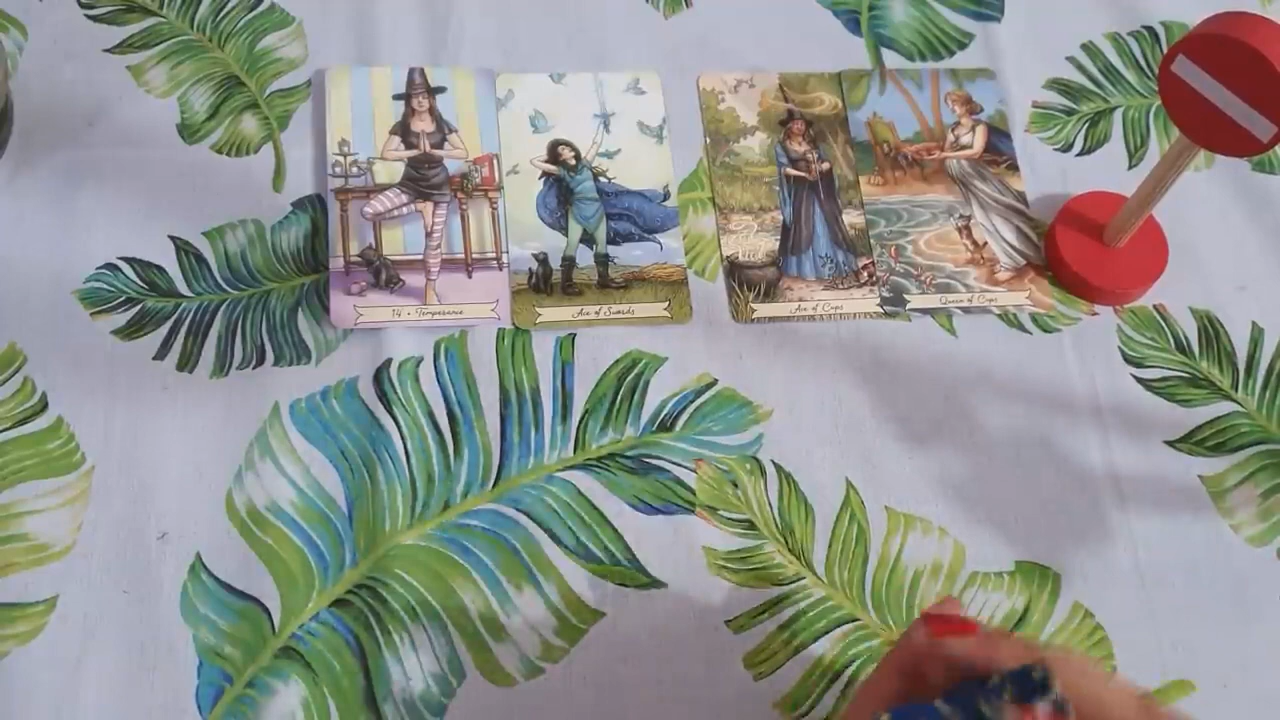 14 • Temperance
Ace of Swords
Ace of Cups
Queen of Cups